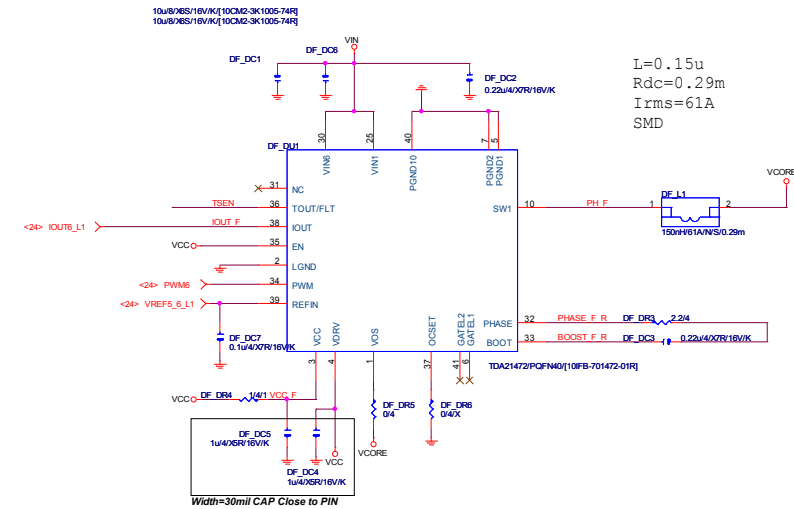 10u/8/X6S/16V/K/[10CM2-3K1005-74R]
10u/8/X6S/16V/K/[10CM2-3K1005-74R]
VIN
DF_DC1
DF_DC6
DF_DC2
0.22u/4/X7R/16V/K
L=0.15u
Rdc=0.29m
Irms=61A
SMD
DF_DU1
30
25
40
7
5
VIN6
VIN1
PGND10
PGND2
PGND1
31
NC
TSEN
36
TOUT/FLT
<24> IOUT6_L1
IOUT_F
38
IOUT
VCC
35
EN
2
LGND
<24> PWM6
34
PWM
<24> VREF5_6_L1
39
REFIN
SW1
10
PH_F
DF_L1
1
2
150nH/61A/N/S/0.29m
VCORE
DF_DC7
0.1u/4/X7R/16V/K
VCC
VDRV
VOS
OCSET
GATEL2
GATEL1
PHASE
32
PHASE_F_R
DF_DR3
2.2/4
BOOT
33
BOOST_F_R
DF_DC3
0.22u/4/X7R/16V/K
TDA21472/PQFN40/[10IFB-701472-01R]
3
4
1
37
41
6
VCC
DF_DR4
1/4/1
VCC_F
DF_DR5
0/4
DF_DR6
0/4/X
DF_DC5
1u/4/X5R/16V/K
VCORE
VCC
DF_DC4
1u/4/X5R/16V/K
Width=30mil CAP Close to PIN